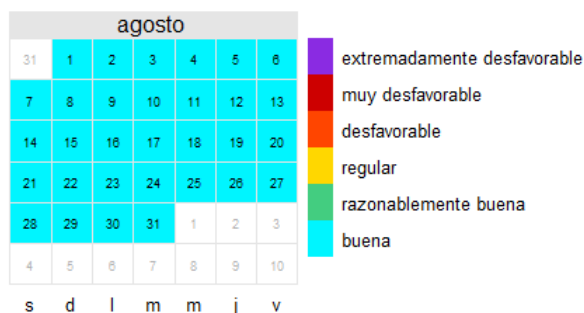 agosto
31 1 2 3 4 5 6
7 8 9 10 11 12 13
14 15 16 17 18 19 20
21 22 23 24 25 26 27
28 29 30 31 1 2 3
4 5 6 7 8 9 10
s d l m m j v
extremadamente desfavorable
muy desfavorable
desfavorable
regular
razonablemente buena
buena